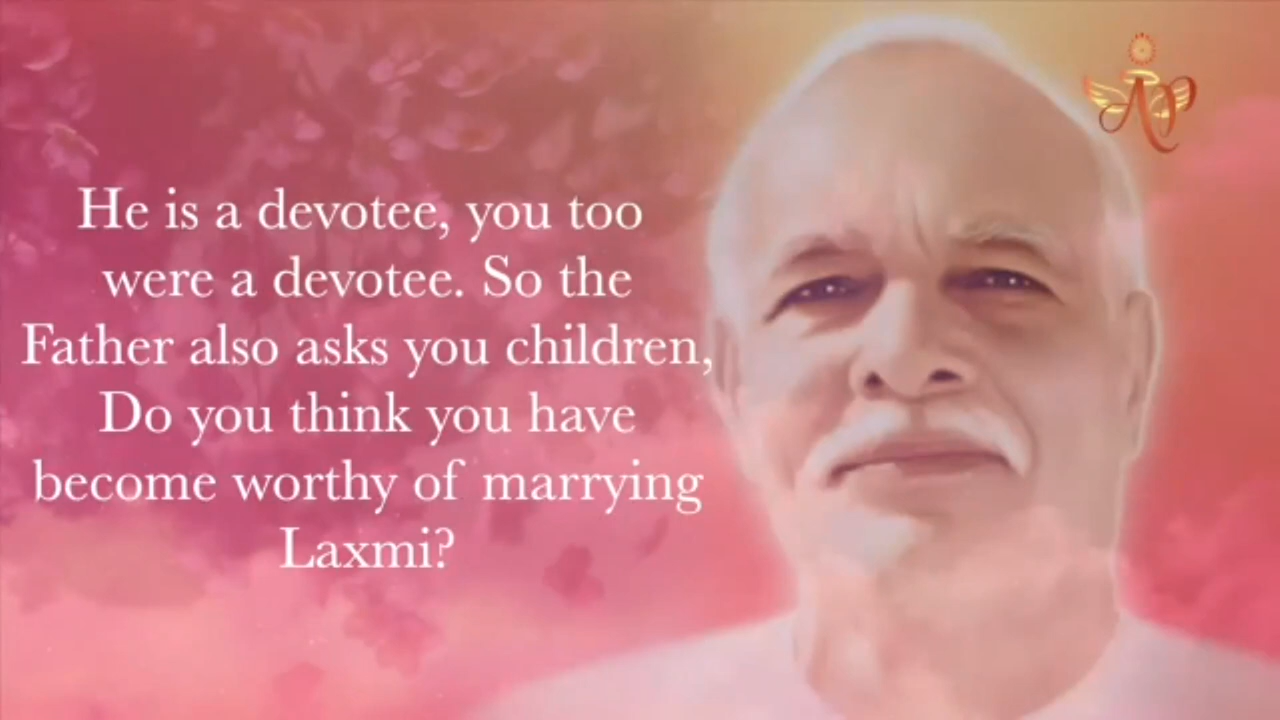 He is a devotee, you too
were a devotee. So the
Father also asks you children,
Do you think you have
become worthy of marrying
Laxmi?